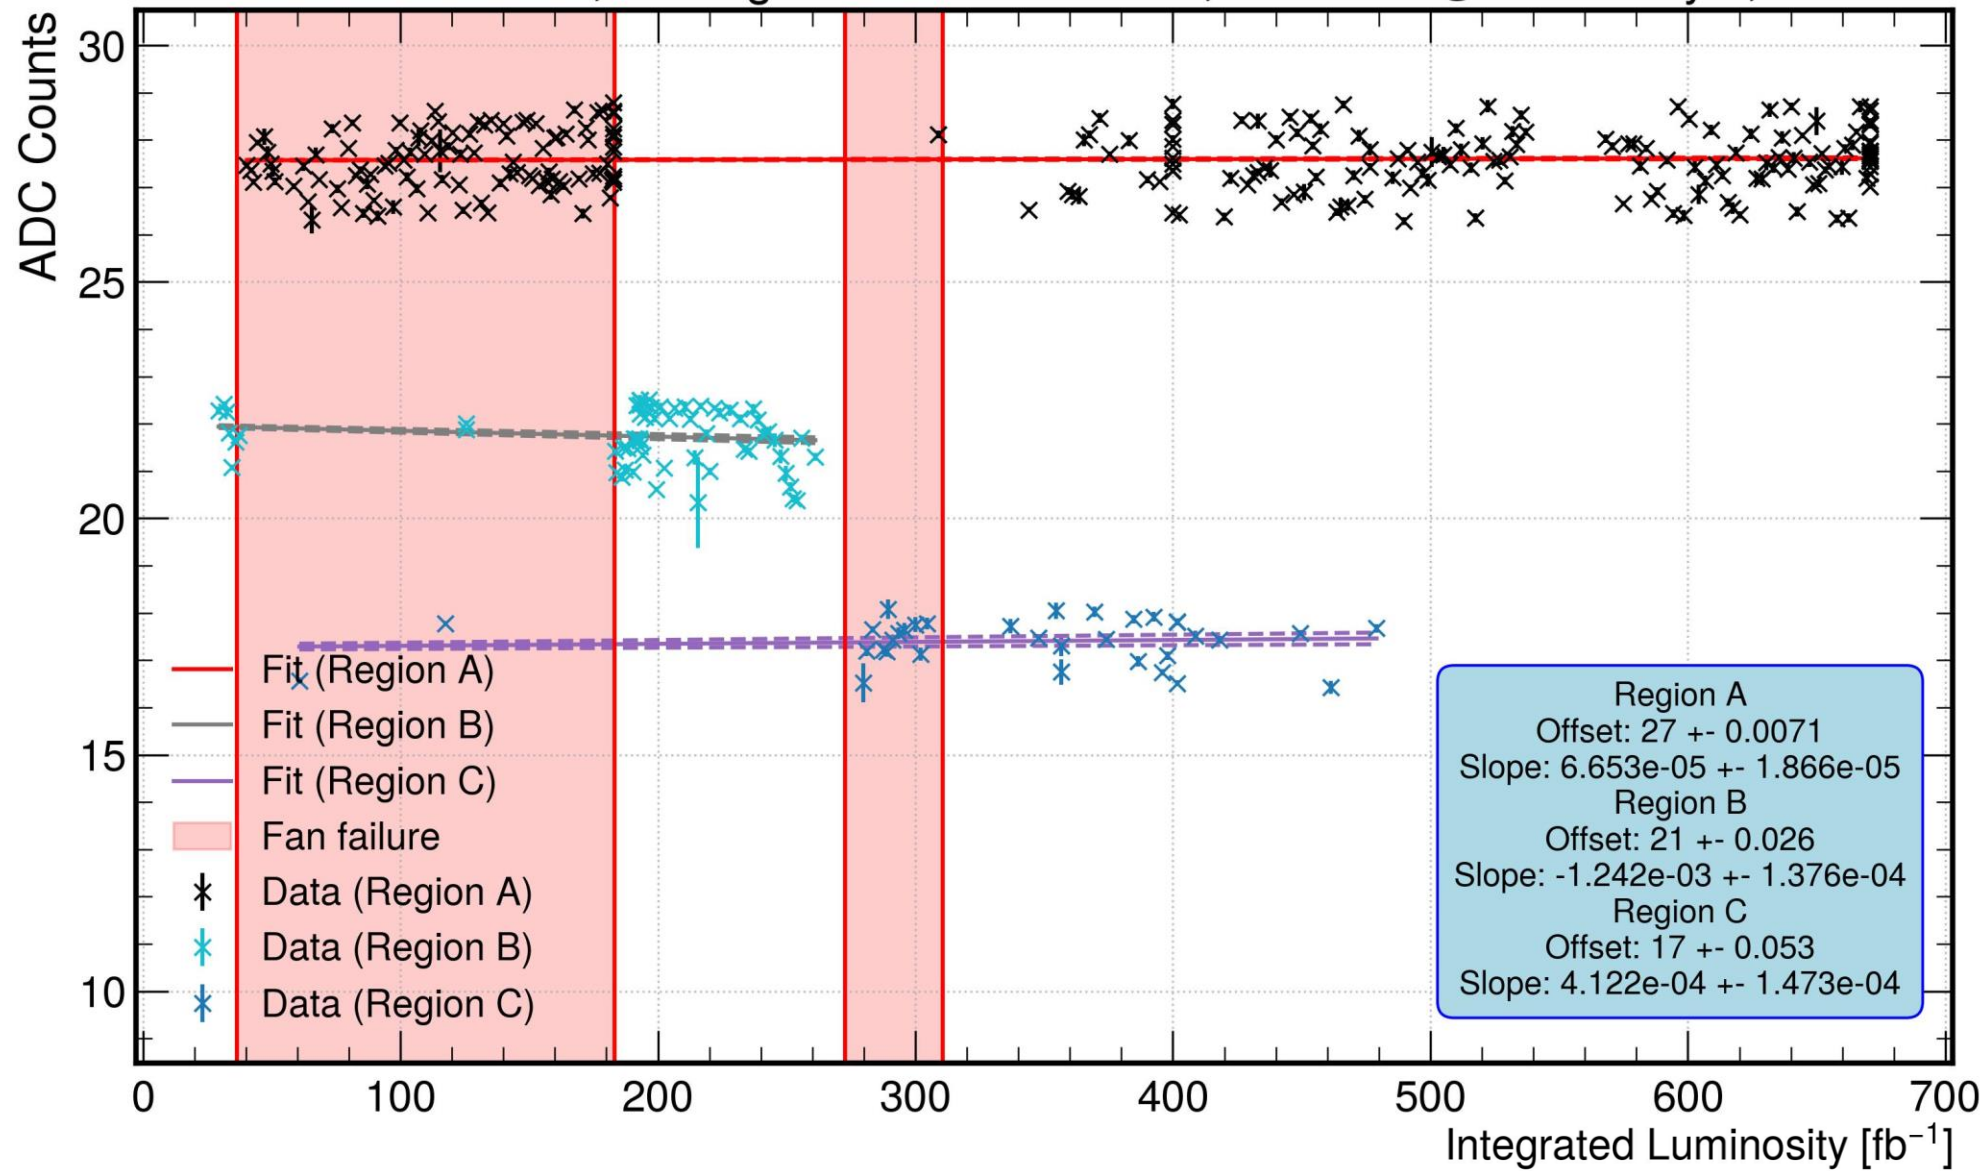 ADC Counts
30
25
20
15
10
Fit (Region A)
Fit (Region B)
Fit (Region C)
Fan failure
Data (Region A)
Data (Region B)
Data (Region C)
Region A
Offset: 27 +- 0.0071
Slope: 6.653e-05 +- 1.866e-05
Region B
Offset: 21 +- 0.026
Slope: -1.242e-03 +- 1.376e-04
Region C
Offset: 17 +- 0.053
Slope: 4.122e-04 +- 1.473e-04
0 100 200 300 400 500 600 700
Integrated Luminosity [fb⁻¹]